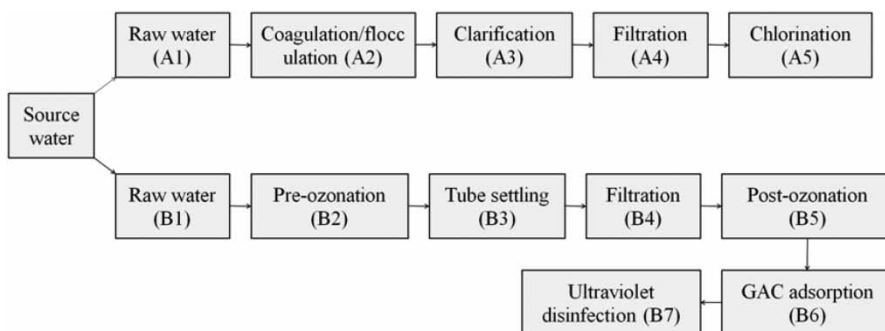 Raw water
(A1)
Coagulation/flocc
ulation (A2)
Clarification
(A3)
Filtration
(A4)
Chlorination
(A5)
Source
water
Raw water
(B1)
Pre-ozonation
(B2)
Tube settling
(B3)
Filtration
(B4)
Post-ozonation
(B5)
Ultraviolet
disinfection (B7)
GAC adsorption
(B6)